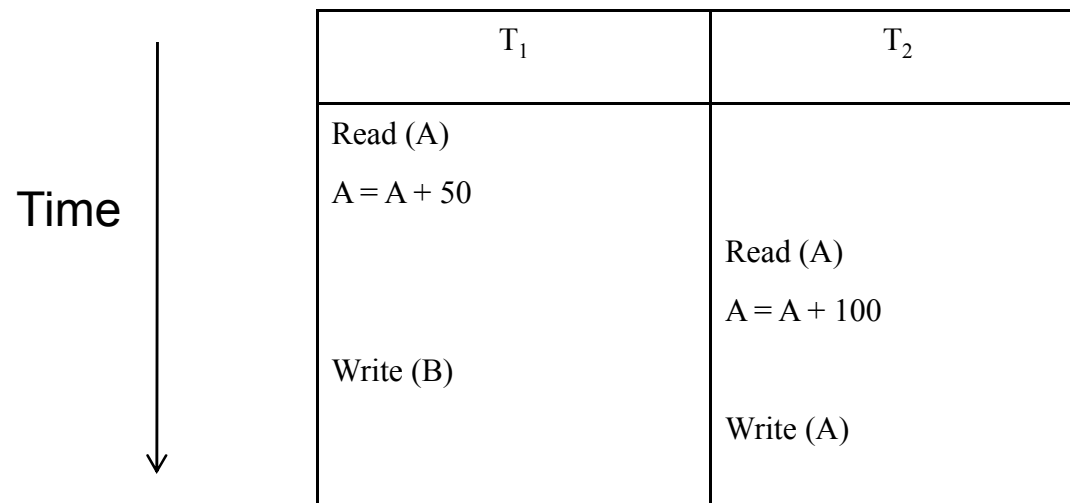 T₁
T₂
Read (A)
A = A + 50
Time
Read (A)
A = A + 100
Write (B)
Write (A)